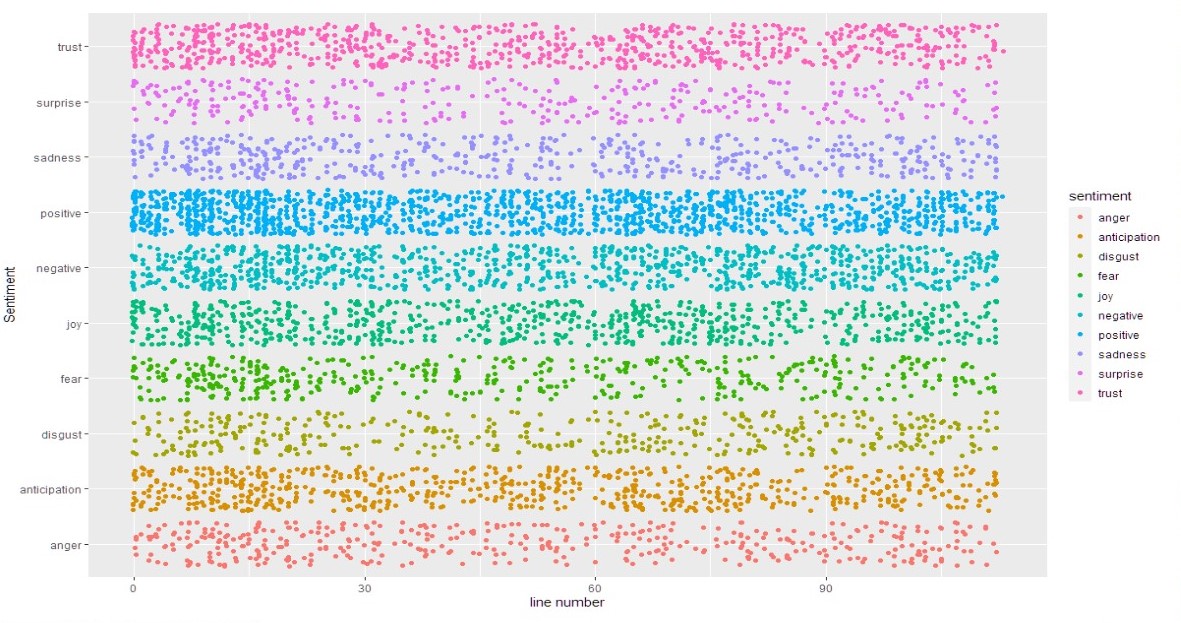 trust
surprise
sadness
positive
negative
joy
fear
disgust
anticipation
anger
Sentiment
0 30 60 90
line number
sentiment
anger
anticipation
disgust
fear
joy
negative
positive
sadness
surprise
trust